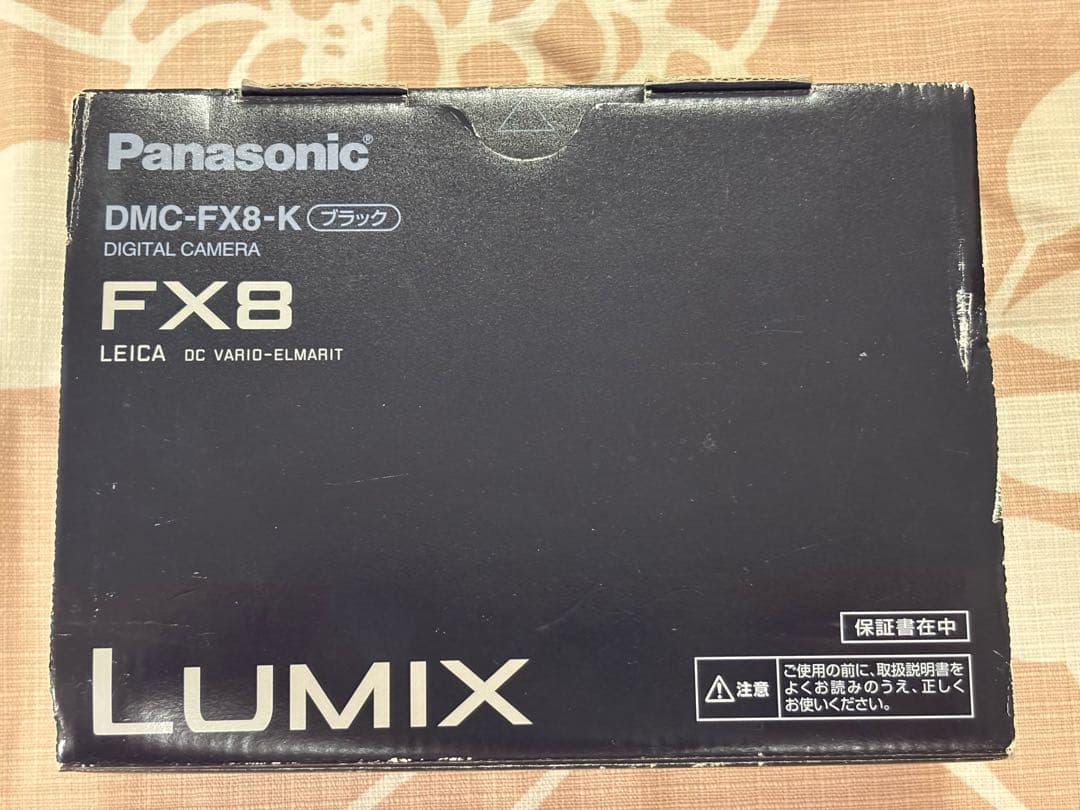 Panasonic®
DMC-FX8-K ブラック
DIGITAL CAMERA
FX8
LEICA DC VARIO-ELMARIT
保証書在中
注意
ご使用の前に、取扱説明書を
よくお読みのうえ、正しく
お使いください。
LUMIX